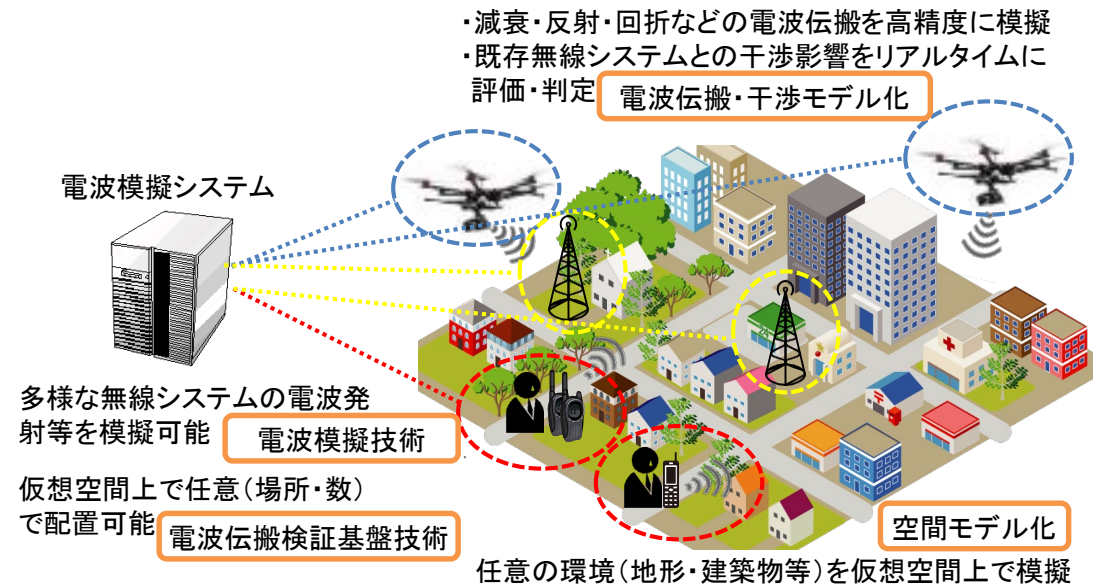 ・減衰・反射・回折などの電波伝搬を高精度に模擬
・既存無線システムとの干渉影響をリアルタイムに
評価・判定
電波伝搬・干渉モデル化
電波模擬システム
多様な無線システムの電波発
射等を模擬可能
電波模擬技術
仮想空間上で任意(場所・数)
で配置可能
電波伝搬検証基盤技術
空間モデル化
任意の環境(地形・建築物等)を仮想空間上で模擬